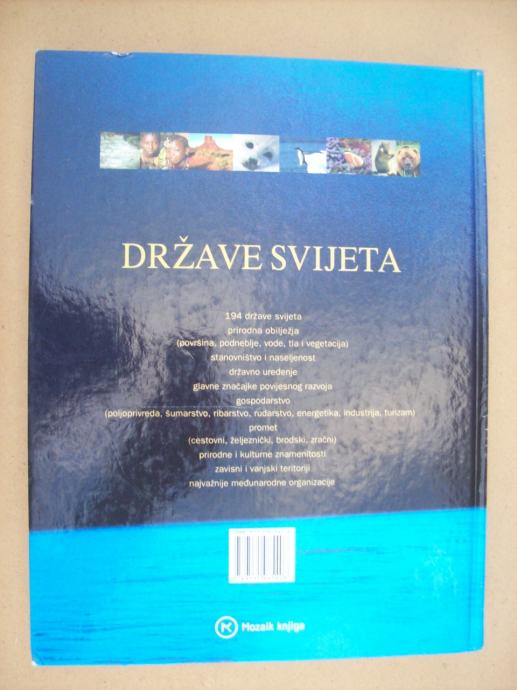 DRŽAVE SVIJETA
194 države svijeta
prirodna obilježja
(površina, podneblje, vode, tla i vegetacija)
stanovništvo i naseljenost
državno uređenje
glavne značajke povijesnog razvoja
gospodarstvo
(poljoprivreda, šumarstvo, ribarstvo, rudarstvo, energetika, industrija, turizam)
promet
(cestovni, željeznički, brodski, zračni)
prirodne i kulturne znamenitosti
zavisni i vanjski teritoriji
najvažnije međunarodne organizacije
Mozaik knjiga